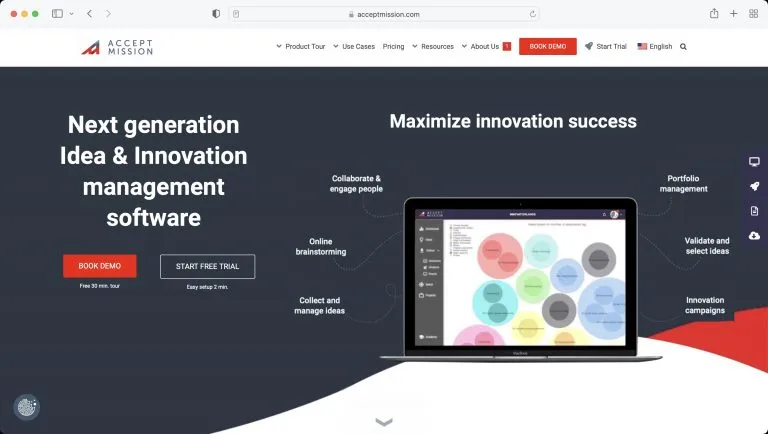 acceptmission.com
ACCEPT
MISSION
Product Tour
Use Cases
Pricing
Resources
About Us
1
BOOK DEMO
Start Trial
English
Next generation
Idea & Innovation
management
software
BOOK DEMO
Free 30 min. tour
START FREE TRIAL
Easy setup 2 min.
Maximize innovation success
Collaborate &
engage people
Online
brainstorming
Collect and
manage ideas
Portfolio
management
Validate and
select ideas
Innovation
campaigns
ACCEPT
MISSION
MacBook